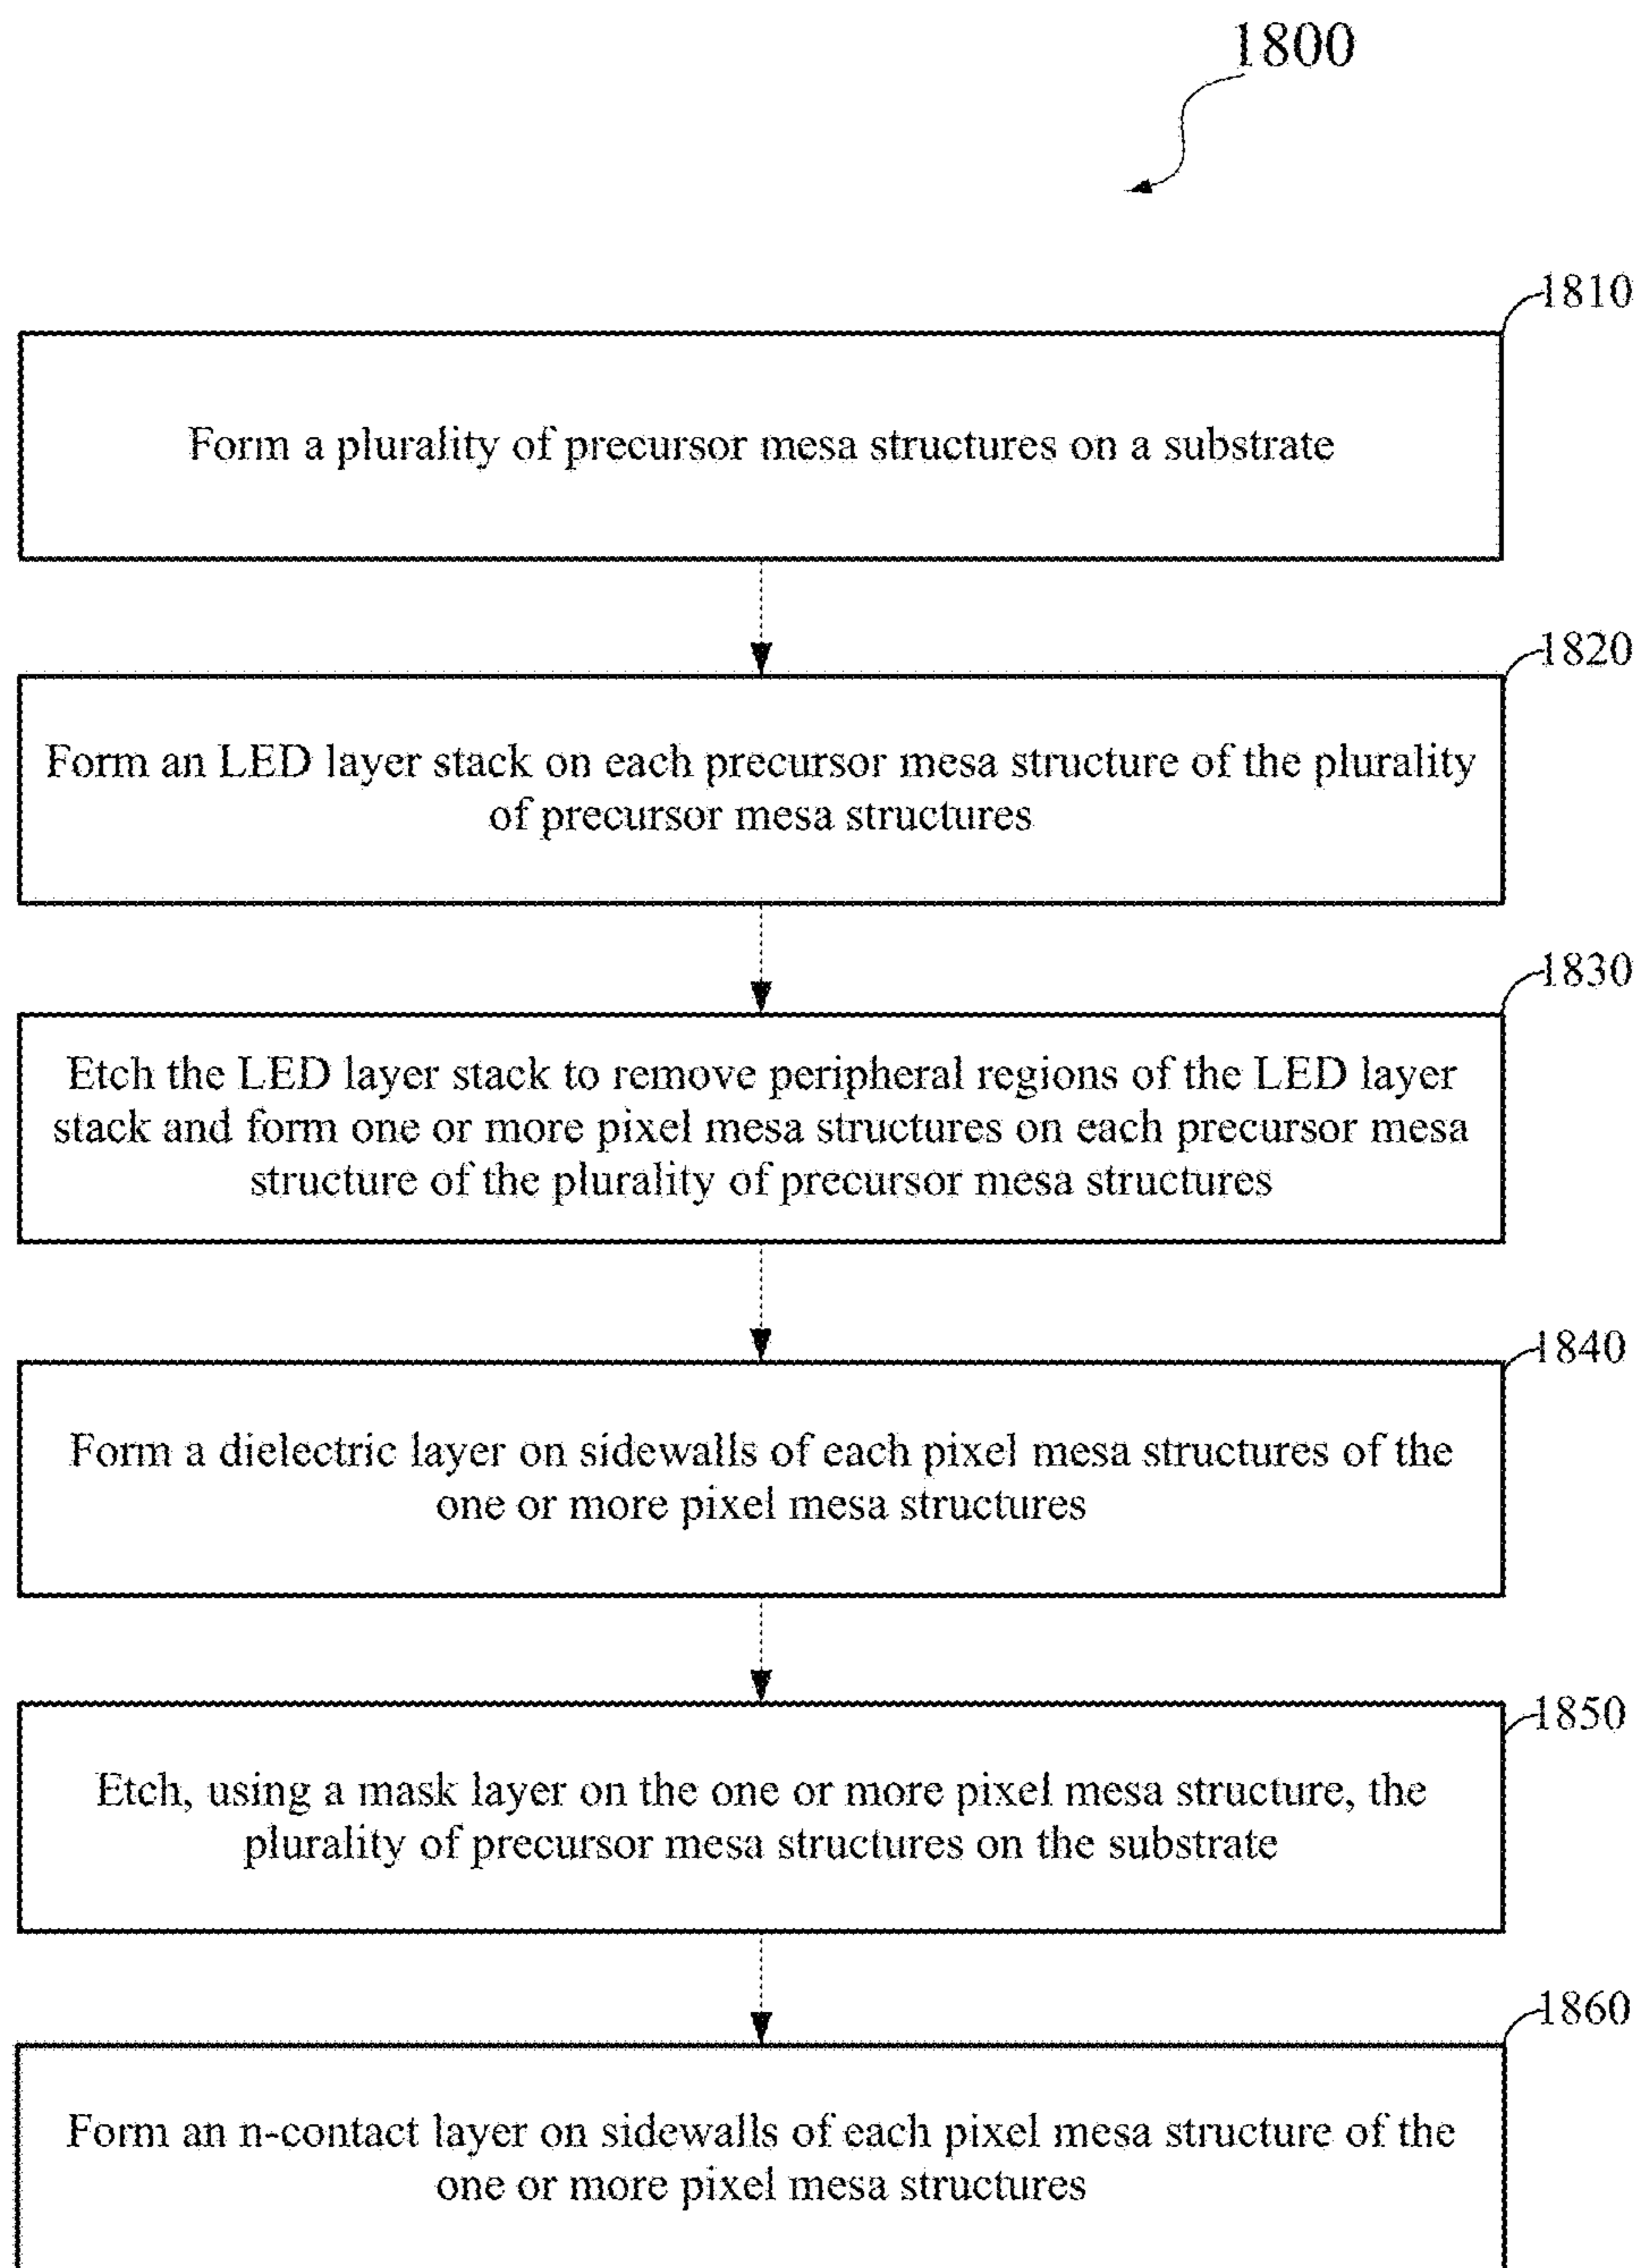 1800
1810
Form a plurality of precursor mesa structures on a substrate
1820
Form an LED layer stack on each precursor mesa structure of the plurality
of precursor mesa structures
1830
Etch the LED layer stack to remove peripheral regions of the LED layer
stack and form one or more pixel mesa structures on each precursor mesa
structure of the plurality of precursor mesa structures
1840
Form a dielectric layer on sidewalls of each pixel mesa structures of the
one or more pixel mesa structures
1850
Etch, using a mask layer on the one or more pixel mesa structure, the
plurality of precursor mesa structures on the substrate
1860
Form an n-contact layer on sidewalls of each pixel mesa structure of the
one or more pixel mesa structures